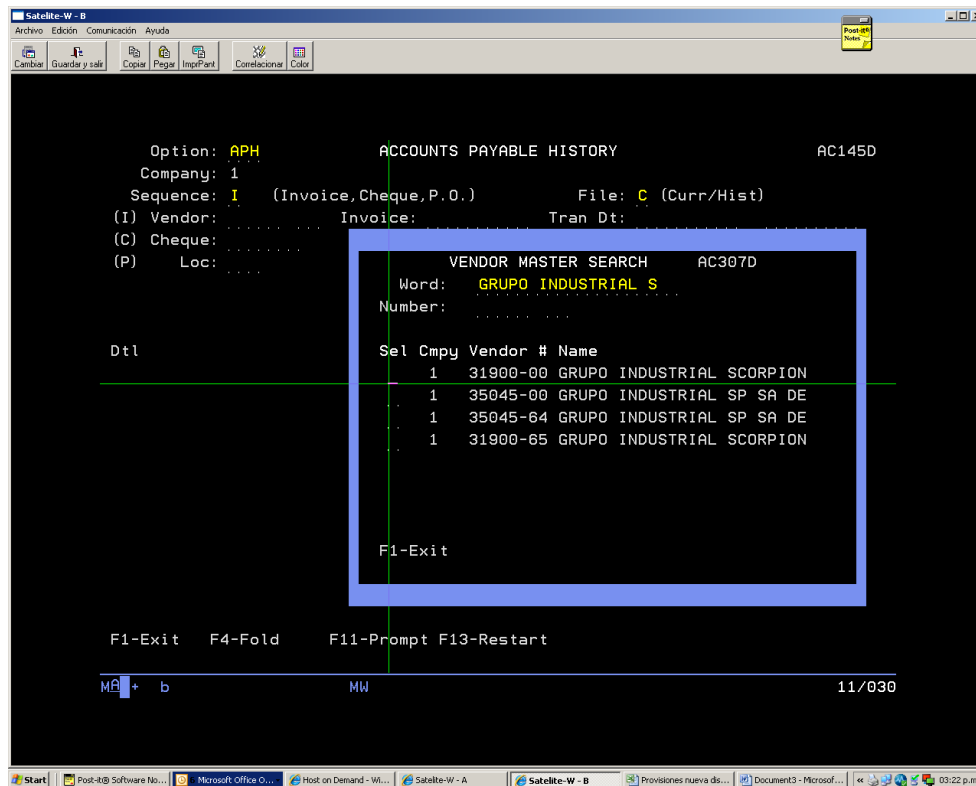 Satelite-W - B
Archivo Edición Comunicación Ayuda
Post-it®
Notes
Cambiar Guardar y salir Copiar Pegar ImprPant Correlacionar Color
Option: APH ACCOUNTS PAYABLE HISTORY AC145D
Company: 1
Sequence: I (Invoice,Cheque,P.O.) File: C (Curr/Hist)
(I) Vendor: Invoice: Tran Dt:
(C) Cheque:
(P) Loc:
VENDOR MASTER SEARCH AC307D
Word: GRUPO INDUSTRIAL S
Number:
Dtl
Sel Cmpy Vendor # Name
1 31900-00 GRUPO INDUSTRIAL SCORPION
1 35045-00 GRUPO INDUSTRIAL SP SA DE
1 35045-64 GRUPO INDUSTRIAL SP SA DE
1 31900-65 GRUPO INDUSTRIAL SCORPION
F1-Exit
F1-Exit F4-Fold F11-Prompt F13-Restart
MA + b MW 11/030
Start Post-it® Software No... Microsoft Office O... Host on Demand - Wi... Satelite-W - A Satelite-W - B Provisiones nueva dis... Document3 - Microsof... « 03:22 p.m